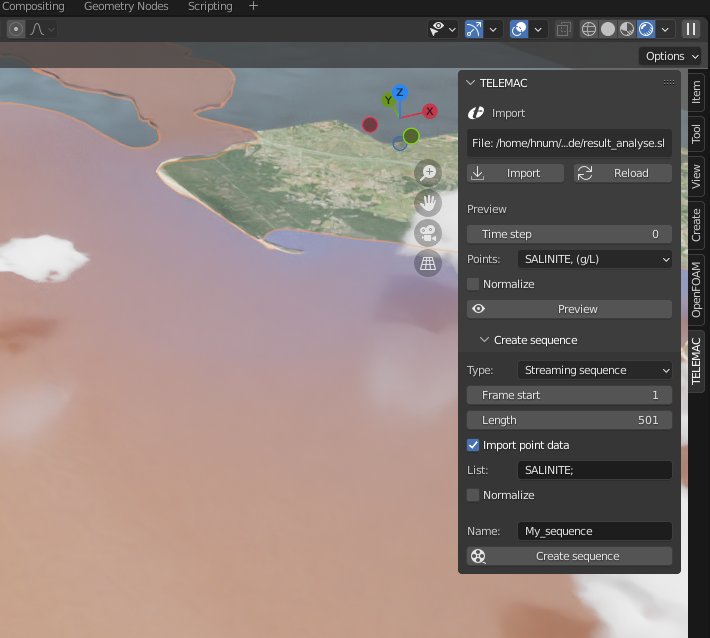 Compositing Geometry Nodes Scripting +
Options
TELEMAC
Import
File: /home/hnum/...de/result_analyse.sl
Import Reload
Preview
Time step 0
Points: SALINITE, (g/L)
Normalize
Preview
Create sequence
Type: Streaming sequence
Frame start 1
Length 501
Import point data
List: SALINITE;
Normalize
Name: My_sequence
Create sequence
Z
Y
X
Item
Tool
View
Create
OpenFOAM
TELEMAC